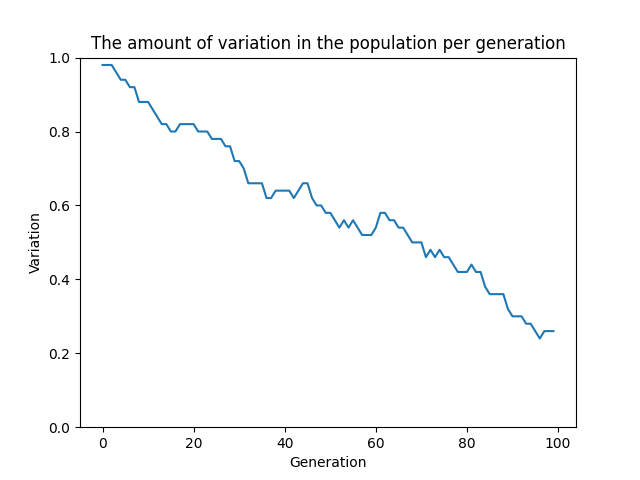 The amount of variation in the population per generation
1.0
0.8
0.6
0.4
0.2
0.0
Variation
0 20 40 60 80 100
Generation